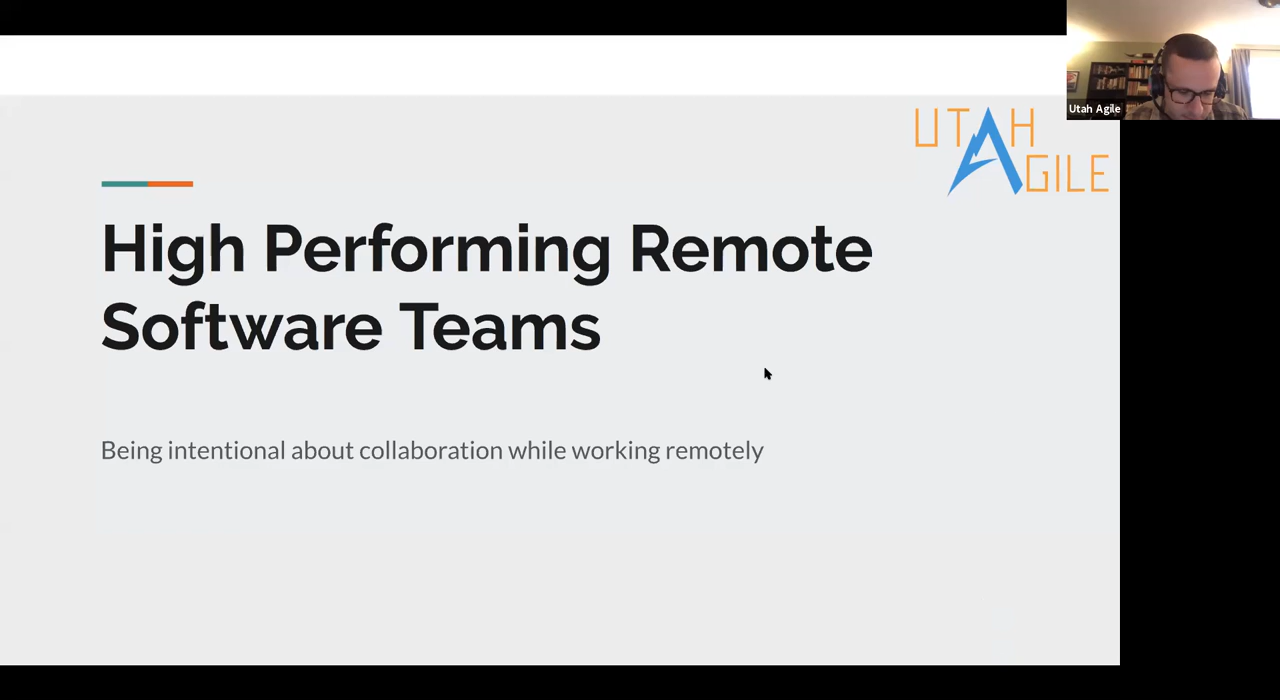 Utah Agile
UTAH
AGILE
High Performing Remote
Software Teams
Being intentional about collaboration while working remotely